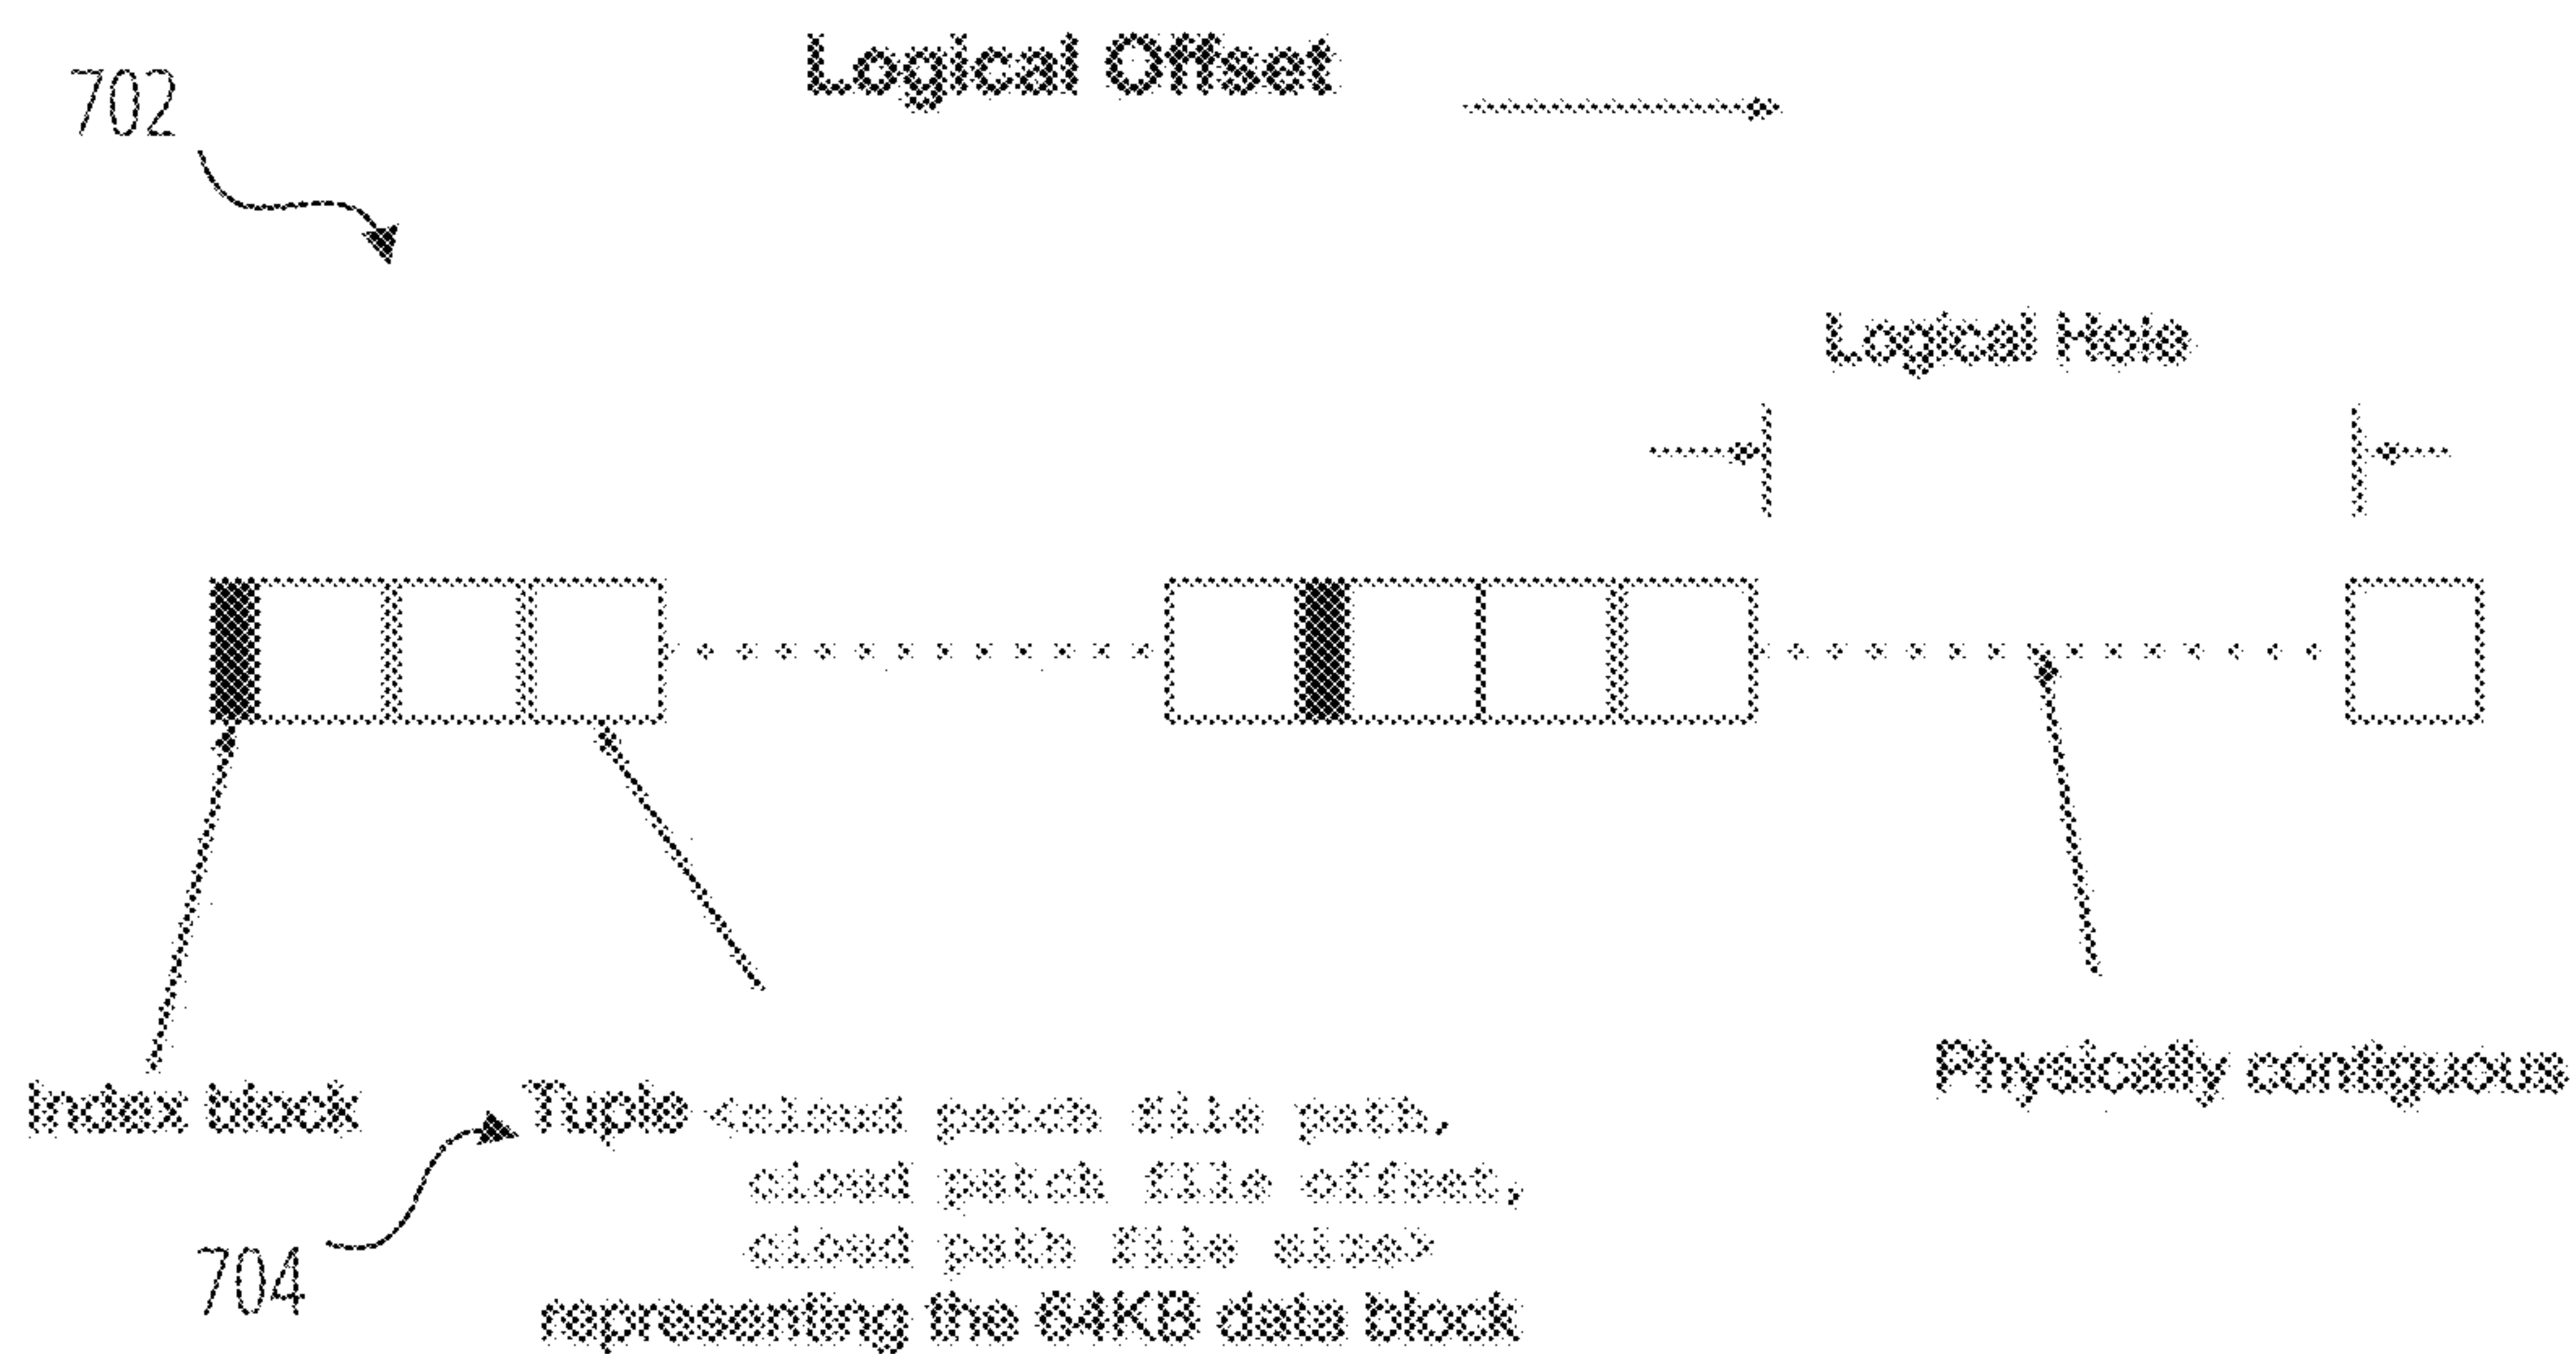 702
Logical Offset
Logical Hole
Index block
Physically contiguous
Tuple <cloud patch file path,
cloud patch file offset,
cloud path file size>
704
representing the 64KB data block